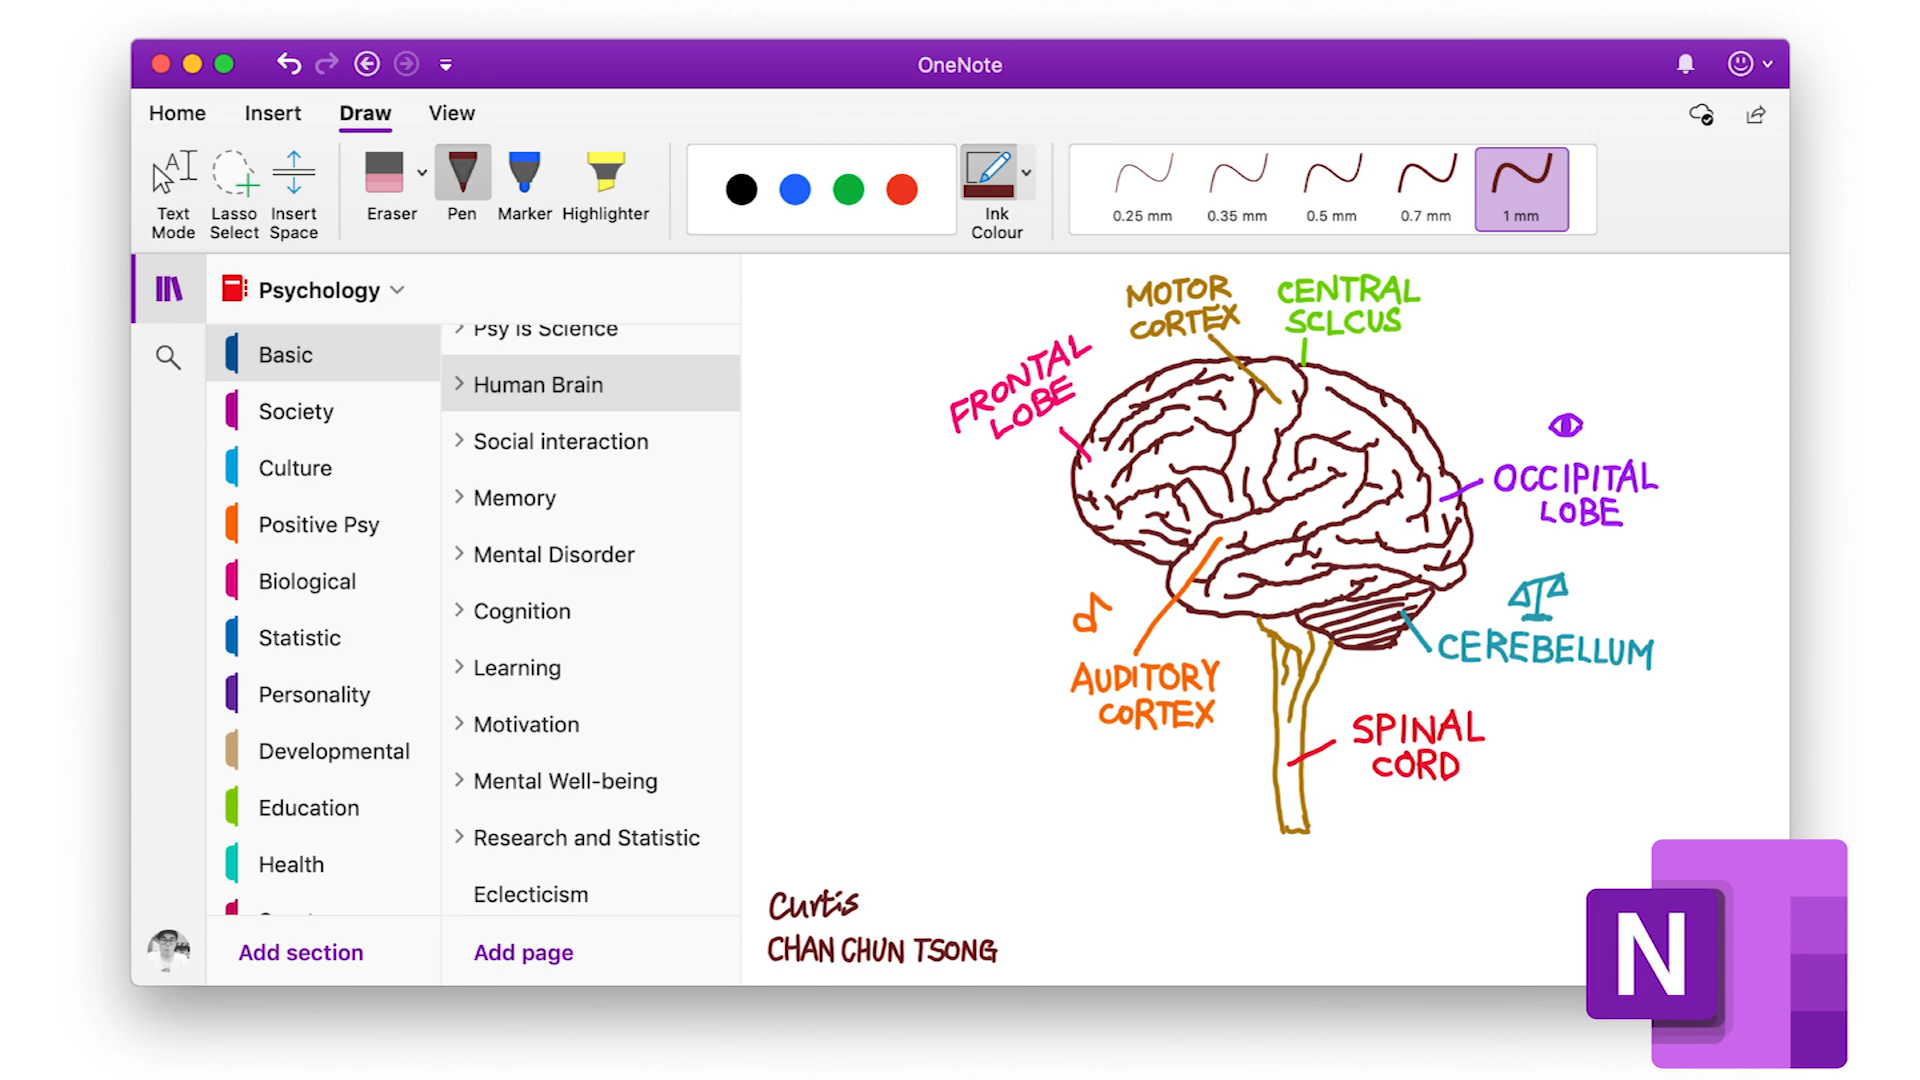 OneNote
Home Insert Draw View
Text Mode
Lasso Select
Insert Space
Eraser
Pen
Marker
Highlighter
Ink Colour
0.25 mm
0.35 mm
0.5 mm
0.7 mm
1 mm
Psychology
Basic
Society
Culture
Positive Psy
Biological
Statistic
Personality
Developmental
Education
Health
Add section
Psy is Science
Human Brain
Social interaction
Memory
Mental Disorder
Cognition
Learning
Motivation
Mental Well-being
Research and Statistic
Eclecticism
Add page
MOTOR
CORTEX
CENTRAL
SCLCUS
FRONTAL
LOBE
OCCIPITAL
LOBE
CEREBELLUM
AUDITORY
CORTEX
SPINAL
CORD
Curtis
CHAN CHUN TSONG
N